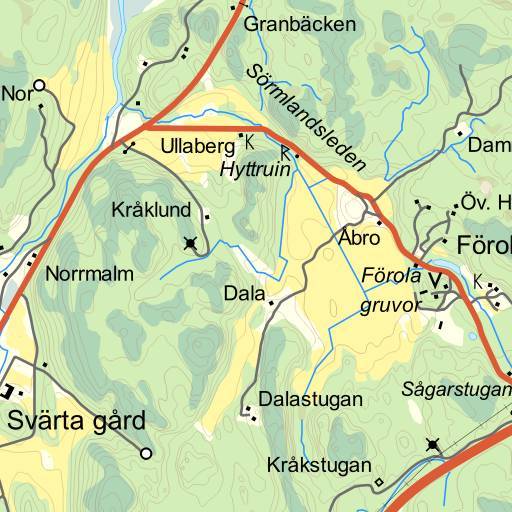 Granbäcken
Nor
Sörmlandsleden
Ullaberg
K
R
Dam
Hyttruin
Kråklund
Öv. H
Åbro
Förol
Norrmalm
Förola
gruvor
K
Dala
Sågarstugan
Dalastugan
Svärta gård
Kråkstugan